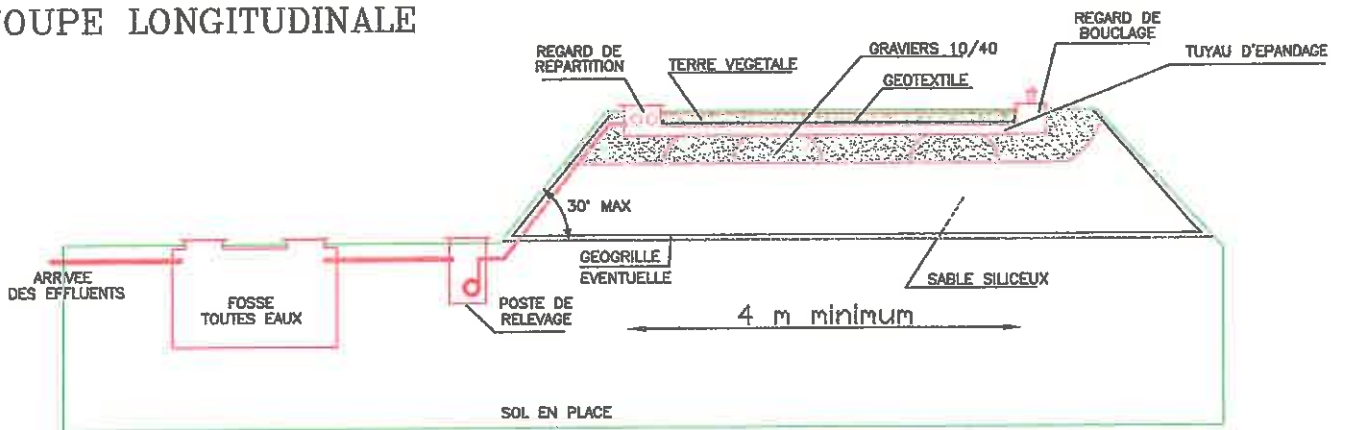 COUPE LONGITUDINALE
REGARD DE
REPARTITION
TERRE VEGETALE
GRAVIERS 10/40
GEOTEXTILE
REGARD DE
BOUCLAGE
TUYAU D'EPANDAGE
30° MAX
GEOGRILLE
EVENTUELLE
SABLE SILICEUX
ARRIVEE
DES EFFLUENTS
FOSSE
TOUTES EAUX
POSTE DE
RELEVAGE
4 m minimum
SOL EN PLACE